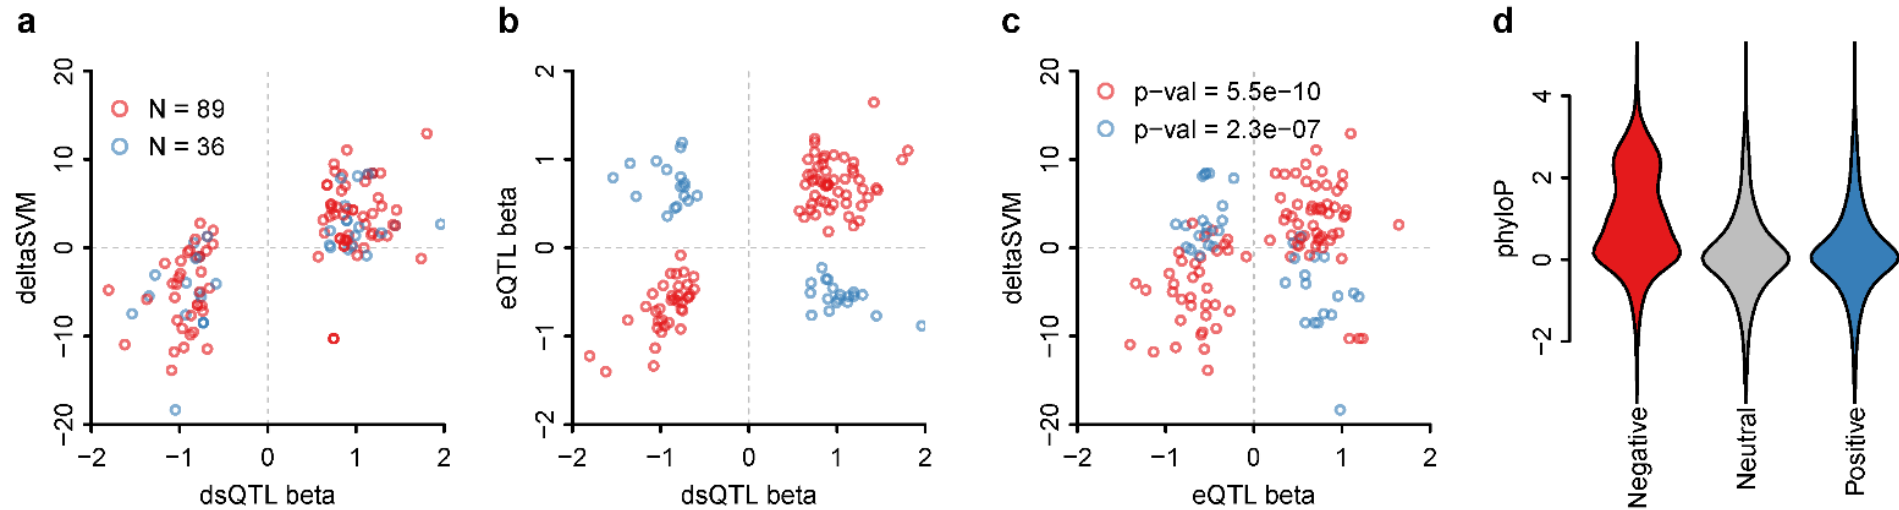 a
20
10
0
−10
−20
deltaSVM
N = 89
N = 36
−2
−1
0
1
2
dsQTL beta
b
2
1
0
−1
−2
eQTL beta
−2
−1
0
1
2
dsQTL beta
c
20
10
0
−10
−20
deltaSVM
p−val = 5.5e−10
p−val = 2.3e−07
−2
−1
0
1
2
eQTL beta
d
4
2
0
−2
phyloP
Negative
Neutral
Positive